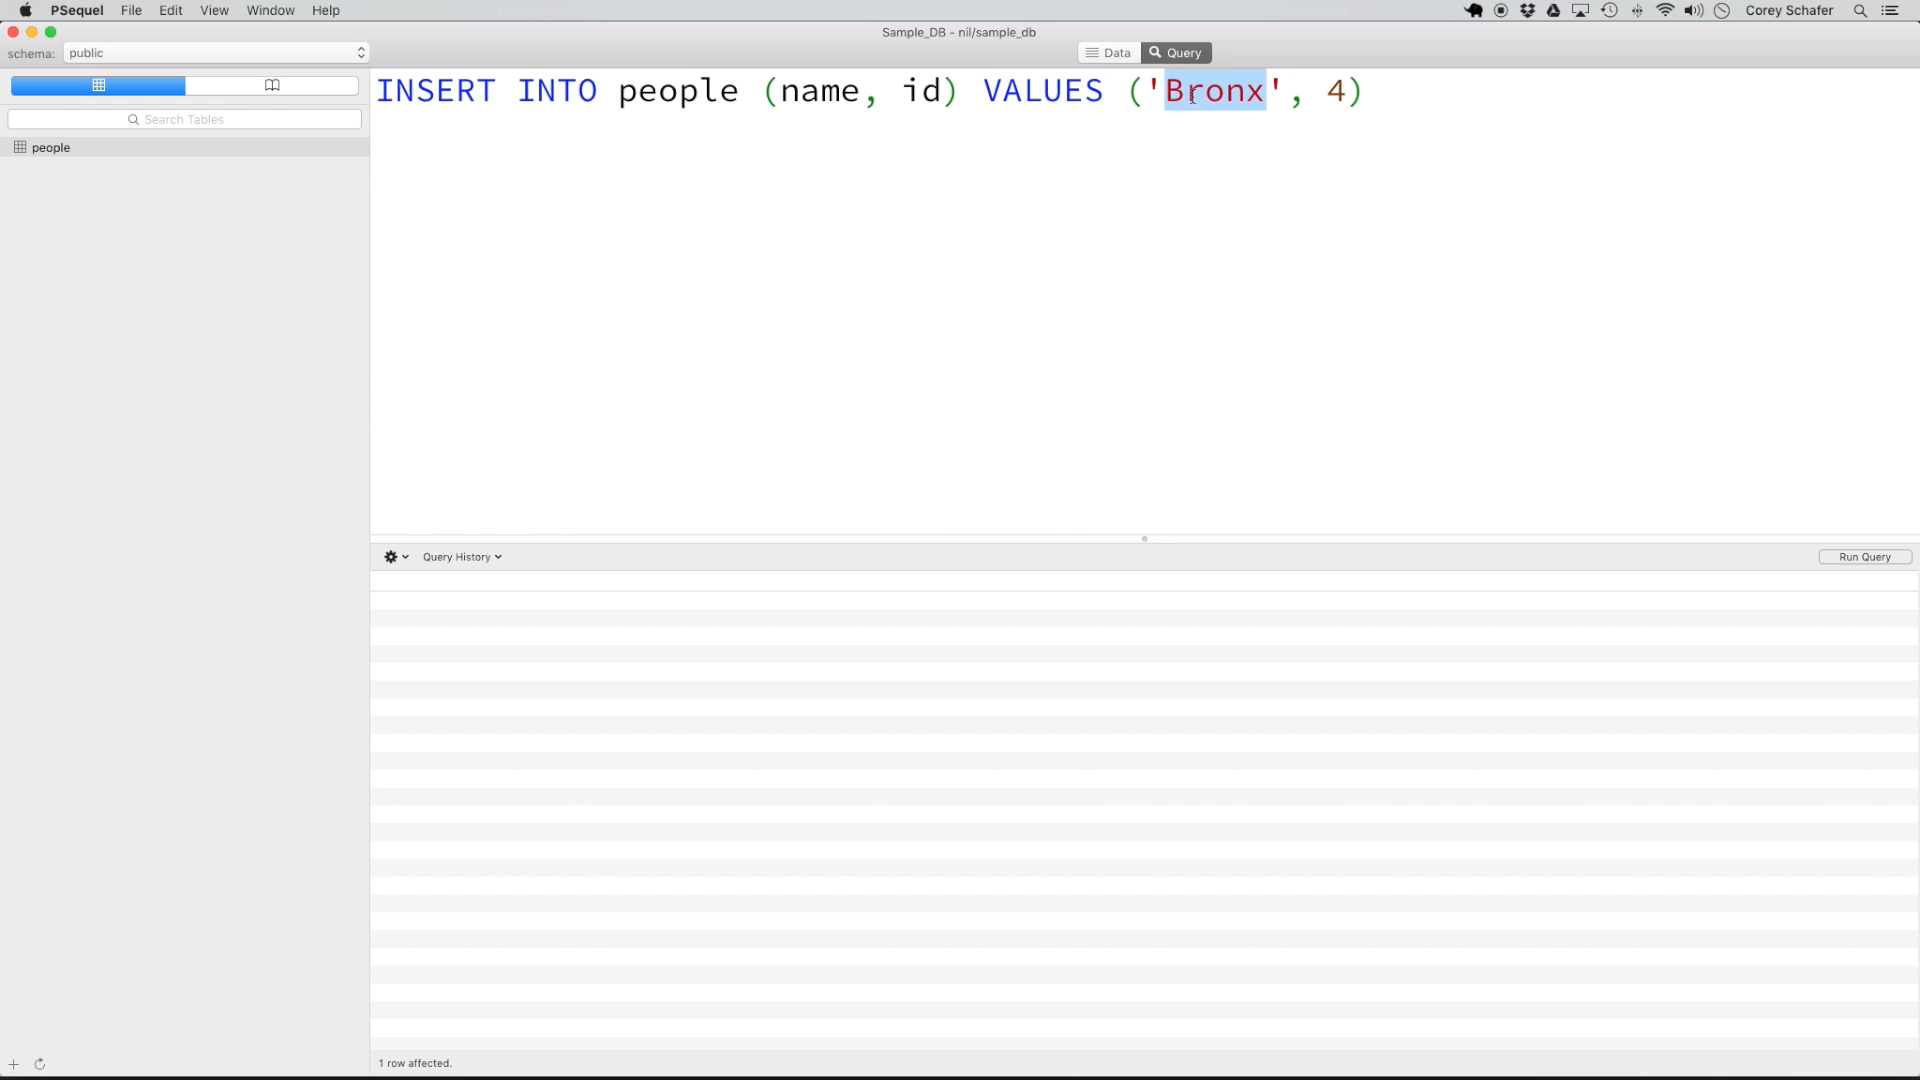 PSequel File Edit View Window Help Corey Schafer
Sample_DB - nil/sample_db
schema: public Data Query
INSERT INTO people (name, id) VALUES ('Bronx', 4)
Search Tables
people
Query History Run Query
1 row affected.